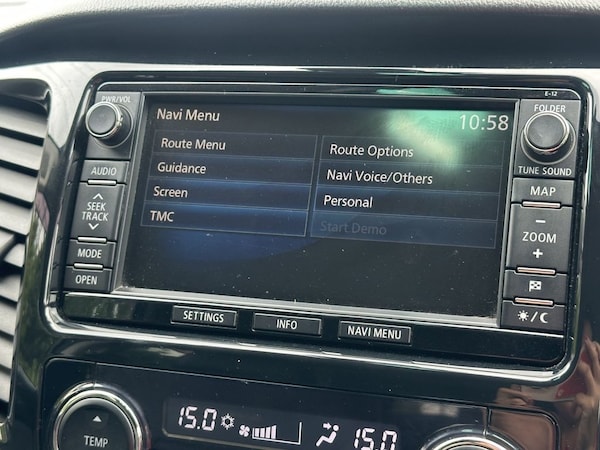 PWR/VOL
E-12
FOLDER
Navi Menu
10:58
Route Menu
Route Options
Guidance
Navi Voice/Others
Screen
Personal
TMC
Start Demo
AUDIO
SEEK
TRACK
MODE
OPEN
TUNE SOUND
MAP
ZOOM
SETTINGS
INFO
NAVI MENU
TEMP
15.0
15.0